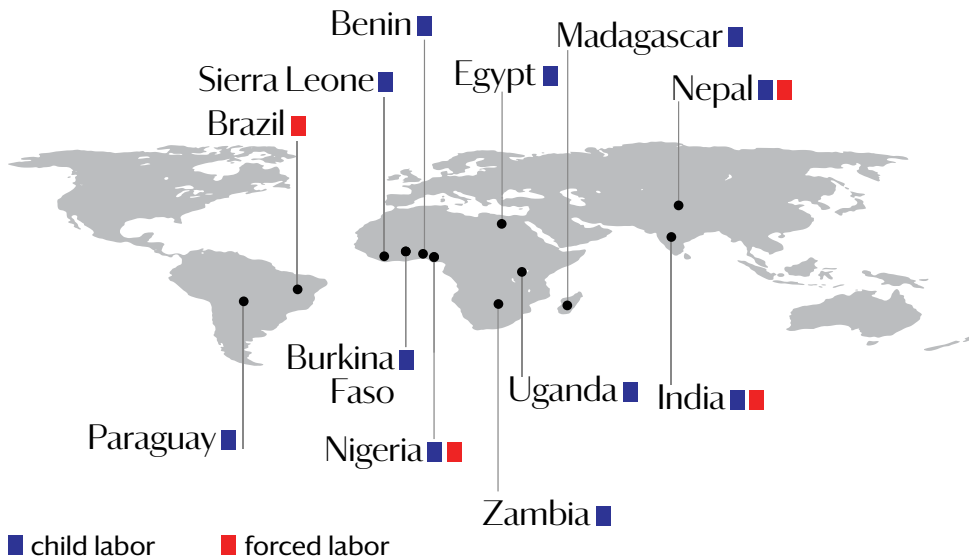 Benin
Madagascar
Sierra Leone
Egypt
Nepal
Brazil
Burkina
Faso
Uganda
India
Paraguay
Nigeria
Zambia
child labor
forced labor